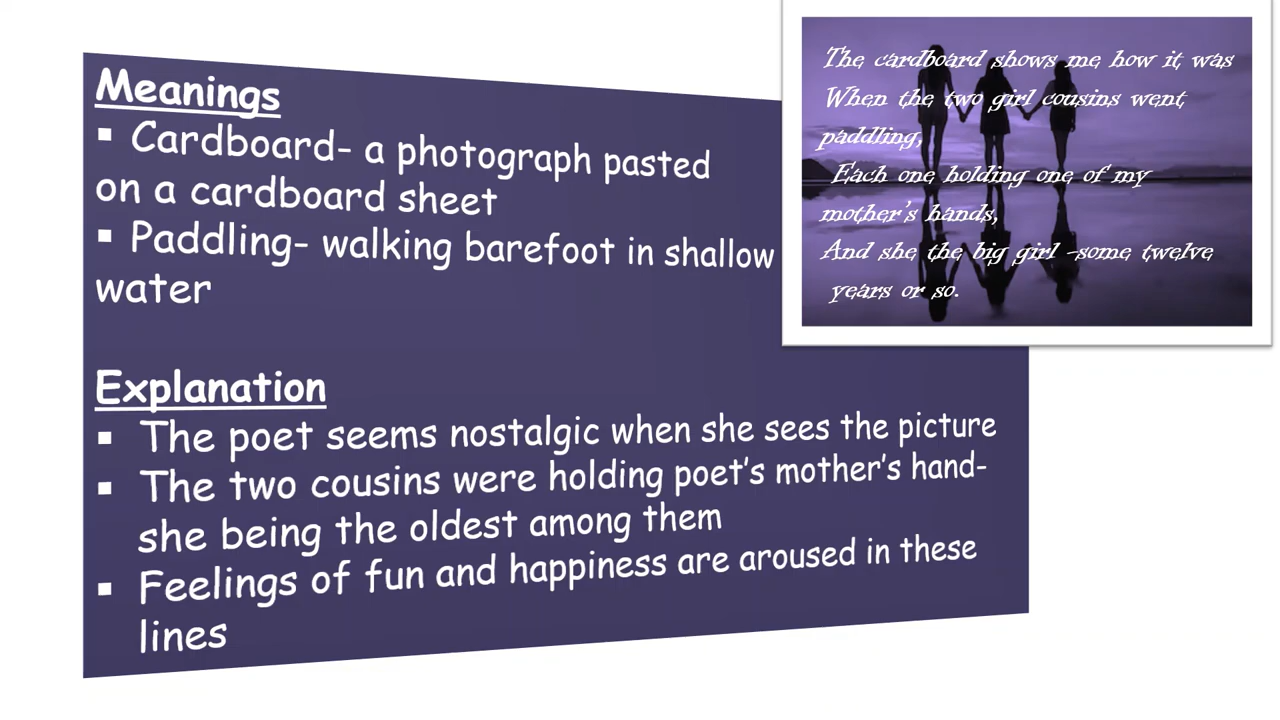 Meanings
▪ Cardboard- a photograph pasted
on a cardboard sheet
▪ Paddling- walking barefoot in shallow
water
Explanation
▪ The poet seems nostalgic when she sees the picture
▪ The two cousins were holding poet's mother's hand-
she being the oldest among them
▪ Feelings of fun and happiness are aroused in these
lines
The cardboard shows me how it was
When the two girl cousins went
paddling,
Each one holding one of my
mother's hands,
And she the big girl -some twelve
years or so.